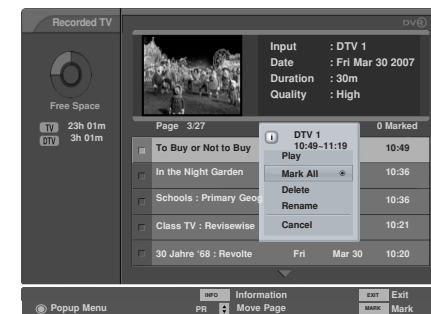 Recorded TV
DVR
Free Space
TV 23h 01m
DTV 3h 01m
Input : DTV 1
Date : Fri Mar 30 2007
Duration : 30m
Quality : High
Page 3/27
0 Marked
To Buy or Not to Buy 10:49
In the Night Garden 10:36
Schools : Primary Geog 10:36
Class TV : Revisewise 10:21
30 Jahre ‘68 : Revolte Fri Mar 30 10:20
i DTV 1
10:49~11:19
Play
Mark All
Delete
Rename
Cancel
INFO Information EXIT Exit
Popup Menu PR Move Page MARK Mark